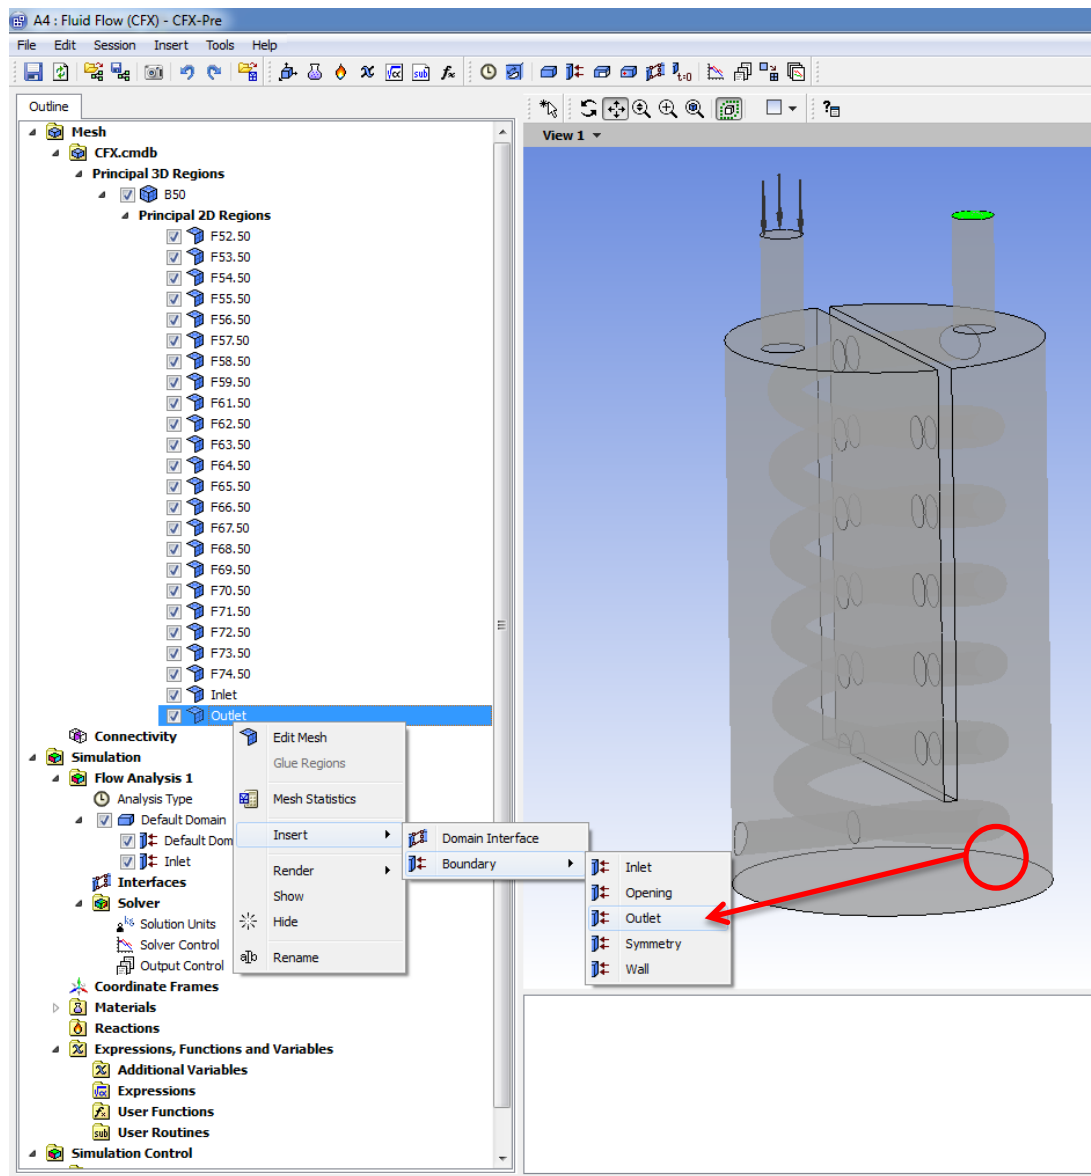 A4 : Fluid Flow (CFX) - CFX-Pre
File Edit Session Insert Tools Help
Outline
View 1
Mesh
CFX.cmdb
Principal 3D Regions
B50
Principal 2D Regions
F52.50
F53.50
F54.50
F55.50
F56.50
F57.50
F58.50
F59.50
F61.50
F62.50
F63.50
F64.50
F65.50
F66.50
F67.50
F68.50
F69.50
F70.50
F71.50
F72.50
F73.50
F74.50
Inlet
Outlet
Connectivity
Simulation
Flow Analysis 1
Analysis Type
Default Domain
Default Dom
Inlet
Interfaces
Solver
Solution Units
Solver Control
Output Control
Coordinate Frames
Materials
Reactions
Expressions, Functions and Variables
Additional Variables
Expressions
User Functions
User Routines
Simulation Control
Edit Mesh
Glue Regions
Mesh Statistics
Insert
Render
Show
Hide
Rename
Domain Interface
Boundary
Inlet
Opening
Outlet
Symmetry
Wall